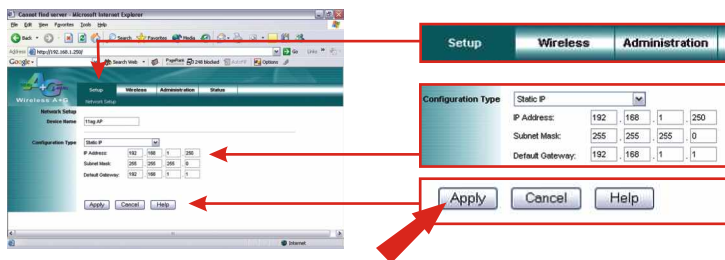 Cannot find server - Microsoft Internet Explorer
File Edit View Favorites Tools Help
Back Search Favorites Media
Address http://192.168.1.250/ Go Links
Google Search Web PageRank 248 blocked Options
Setup Wireless Administration Status
Wireless A+G Network Setup
Network Setup
Device Name 11ag AP
Configuration Type Static IP
IP Address: 192 . 168 . 1 . 250
Subnet Mask: 255 . 255 . 255 . 0
Default Gateway: 192 . 168 . 1 . 1
Apply Cancel Help
Internet
Setup Wireless Administration
Configuration Type Static IP
IP Address: 192 . 168 . 1 . 250
Subnet Mask: 255 . 255 . 255 . 0
Default Gateway: 192 . 168 . 1 . 1
Apply Cancel Help